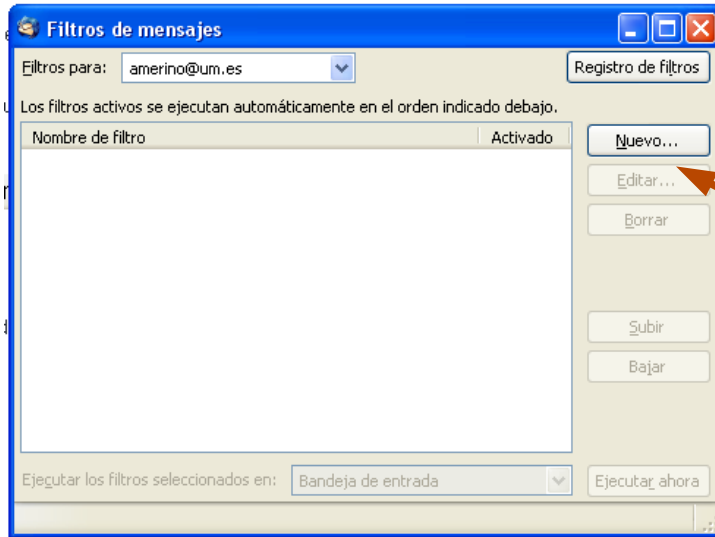 Filtros de mensajes
Filtros para: amerino@um.es Registro de filtros
Los filtros activos se ejecutan automáticamente en el orden indicado debajo.
Nombre de filtro Activado
Nuevo...
Editar...
Borrar
Subir
Bajar
Ejecutar los filtros seleccionados en: Bandeja de entrada Ejecutar ahora